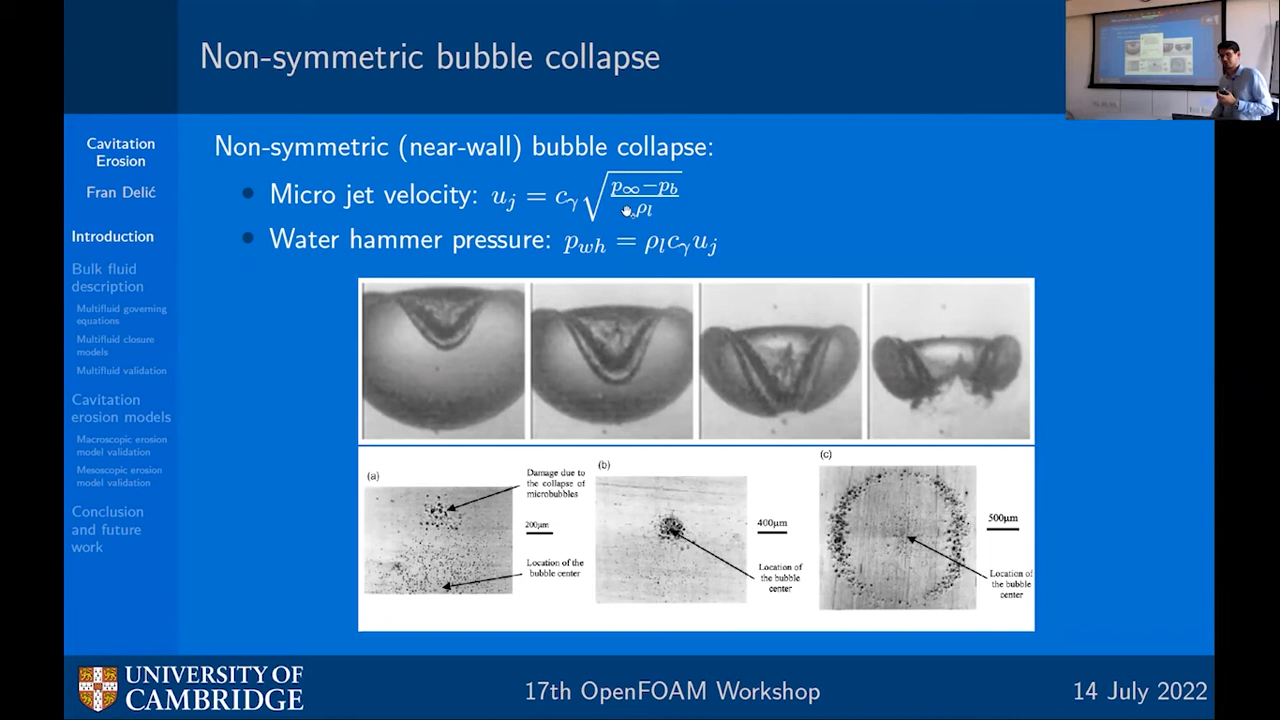 Non-symmetric bubble collapse
Cavitation
Erosion
Fran Delić
Introduction
Bulk fluid
description
Multifluid governing
equations
Multifluid closure
models
Multifluid validation
Cavitation
erosion models
Macroscopic erosion
model validation
Mesoscopic erosion
model validation
Conclusion
and future
work
Non-symmetric (near-wall) bubble collapse:
Micro jet velocity: u_j = c_γ √((p_∞−p_b)/ρ_l)
Water hammer pressure: p_wh = ρ_l c_γ u_j
(a)
Damage due to
the collapse of
microbubbles
200μm
Location of the
bubble center
(b)
400μm
Location of
the bubble
center
(c)
500μm
Location of
the bubble
center
UNIVERSITY OF
CAMBRIDGE
17th OpenFOAM Workshop
14 July 2022